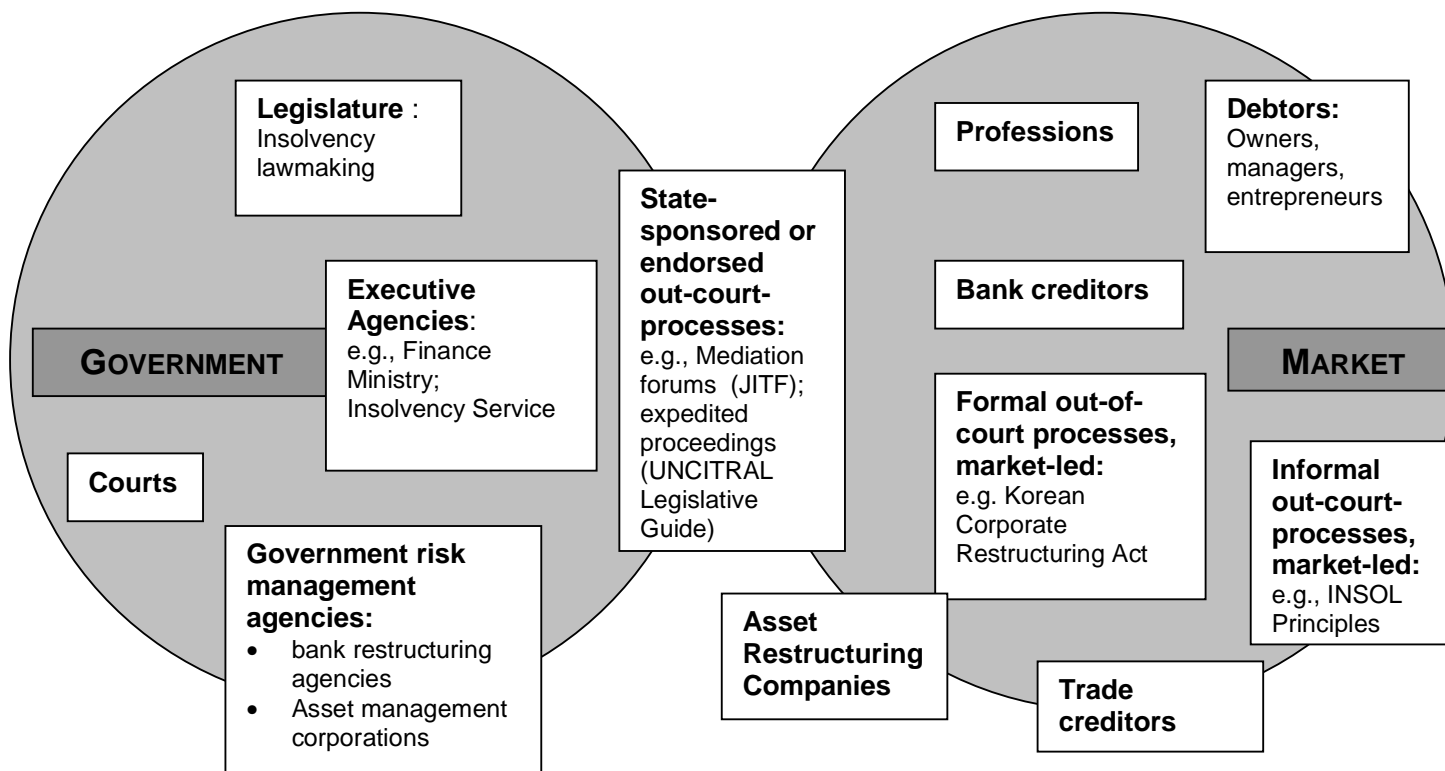 Legislature :
Insolvency
lawmaking
Executive
Agencies:
e.g., Finance
Ministry;
Insolvency Service
GOVERNMENT
Courts
Government risk
management
agencies:
• bank restructuring
agencies
• Asset management
corporations
State-
sponsored or
endorsed
out-court-
processes:
e.g., Mediation
forums (JITF);
expedited
proceedings
(UNCITRAL
Legislative
Guide)
Professions
Debtors:
Owners,
managers,
entrepreneurs
Bank creditors
MARKET
Formal out-of-
court processes,
market-led:
e.g. Korean
Corporate
Restructuring Act
Informal
out-court-
processes,
market-led:
e.g., INSOL
Principles
Asset
Restructuring
Companies
Trade
creditors